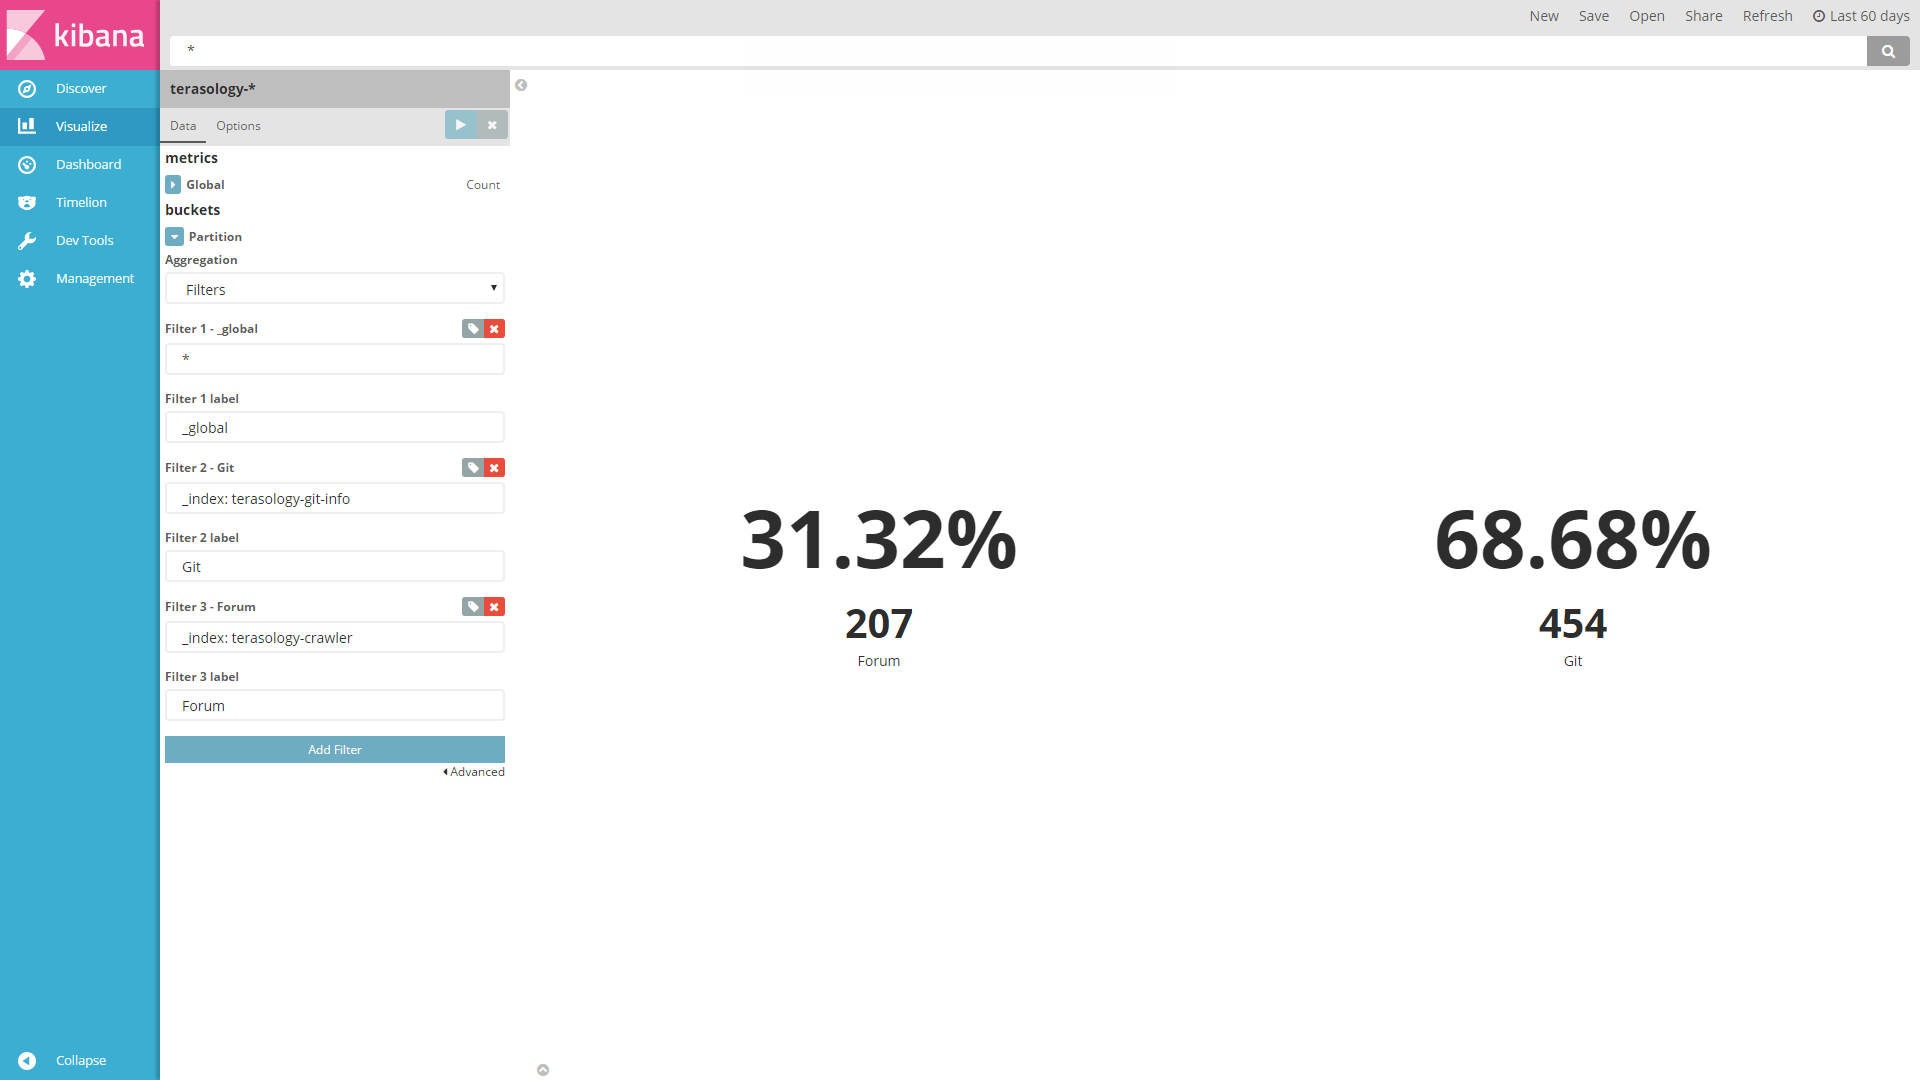 kibana
New Save Open Share Refresh Last 60 days
*
Discover
Visualize
Dashboard
Timelion
Dev Tools
Management
Collapse
terasology-*
Data Options
metrics
Global Count
buckets
Partition
Aggregation
Filters
Filter 1 - _global
*
Filter 1 label
_global
Filter 2 - Git
_index: terasology-git-info
Filter 2 label
Git
Filter 3 - Forum
_index: terasology-crawler
Filter 3 label
Forum
Add Filter
Advanced
31.32%
207
Forum
68.68%
454
Git